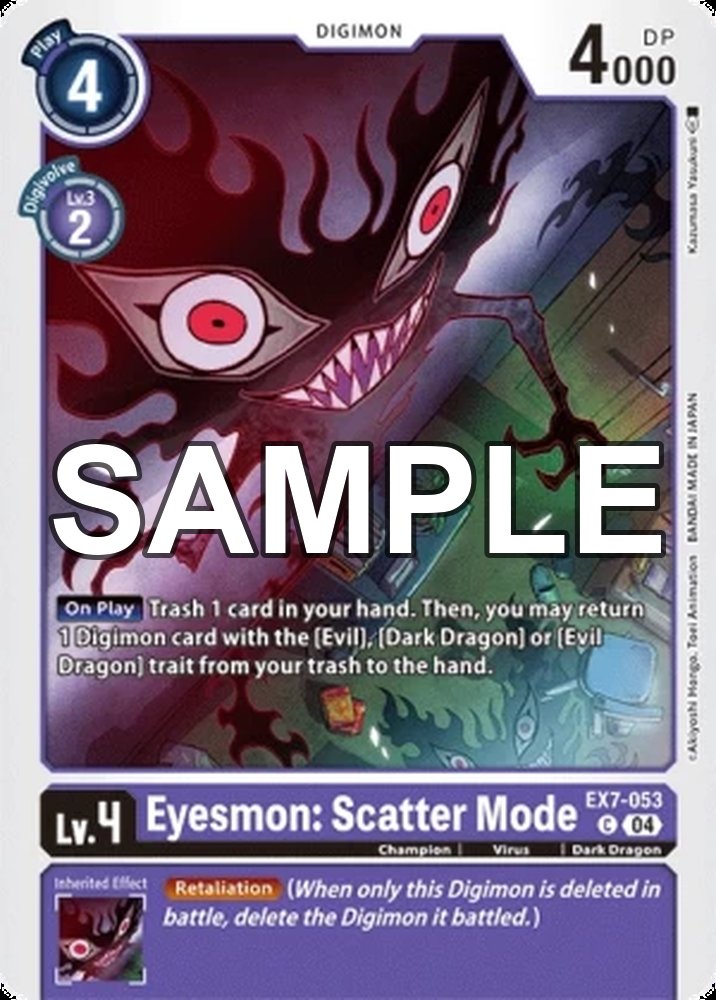 DIGIMON
Play
4
DP
4000
Digivolve
Lv.3
2
Kazumasa Yasukuni
SAMPLE
On Play Trash 1 card in your hand. Then, you may return
1 Digimon card with the [Evil], [Dark Dragon] or [Evil
Dragon] trait from your trash to the hand.
©Akiyoshi Hongo, Toei Animation BANDAI MADE IN JAPAN
Lv.4
Eyesmon: Scatter Mode
EX7-053
C 04
Champion | Virus | Dark Dragon
Inherited Effect
Retaliation (When only this Digimon is deleted in
battle, delete the Digimon it battled.)